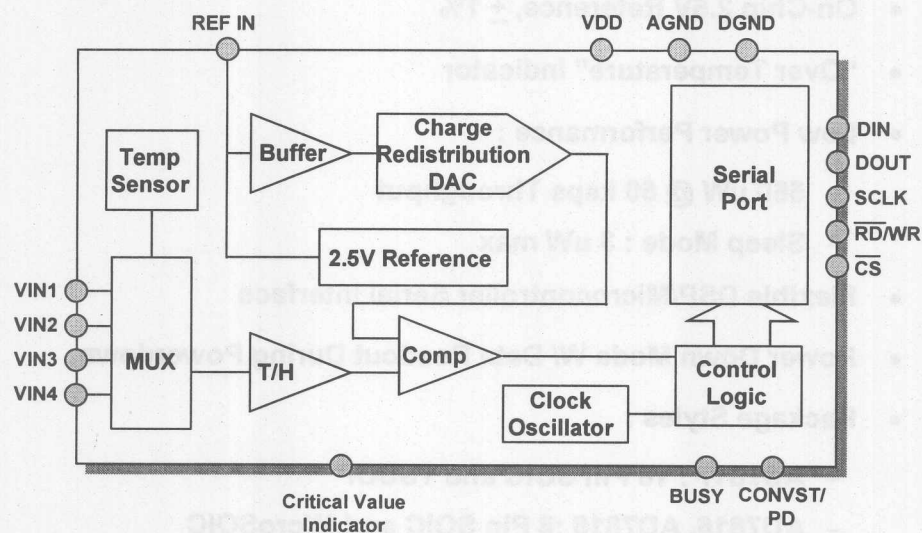 REF IN
VDD
AGND
DGND
Temp
Sensor
Buffer
Charge
Redistribution
DAC
Serial
Port
DIN
DOUT
SCLK
RD/WR
CS
2.5V Reference
VIN1
VIN2
VIN3
VIN4
MUX
T/H
Comp
Clock
Oscillator
Control
Logic
Critical Value
Indicator
BUSY
CONVST/
PD